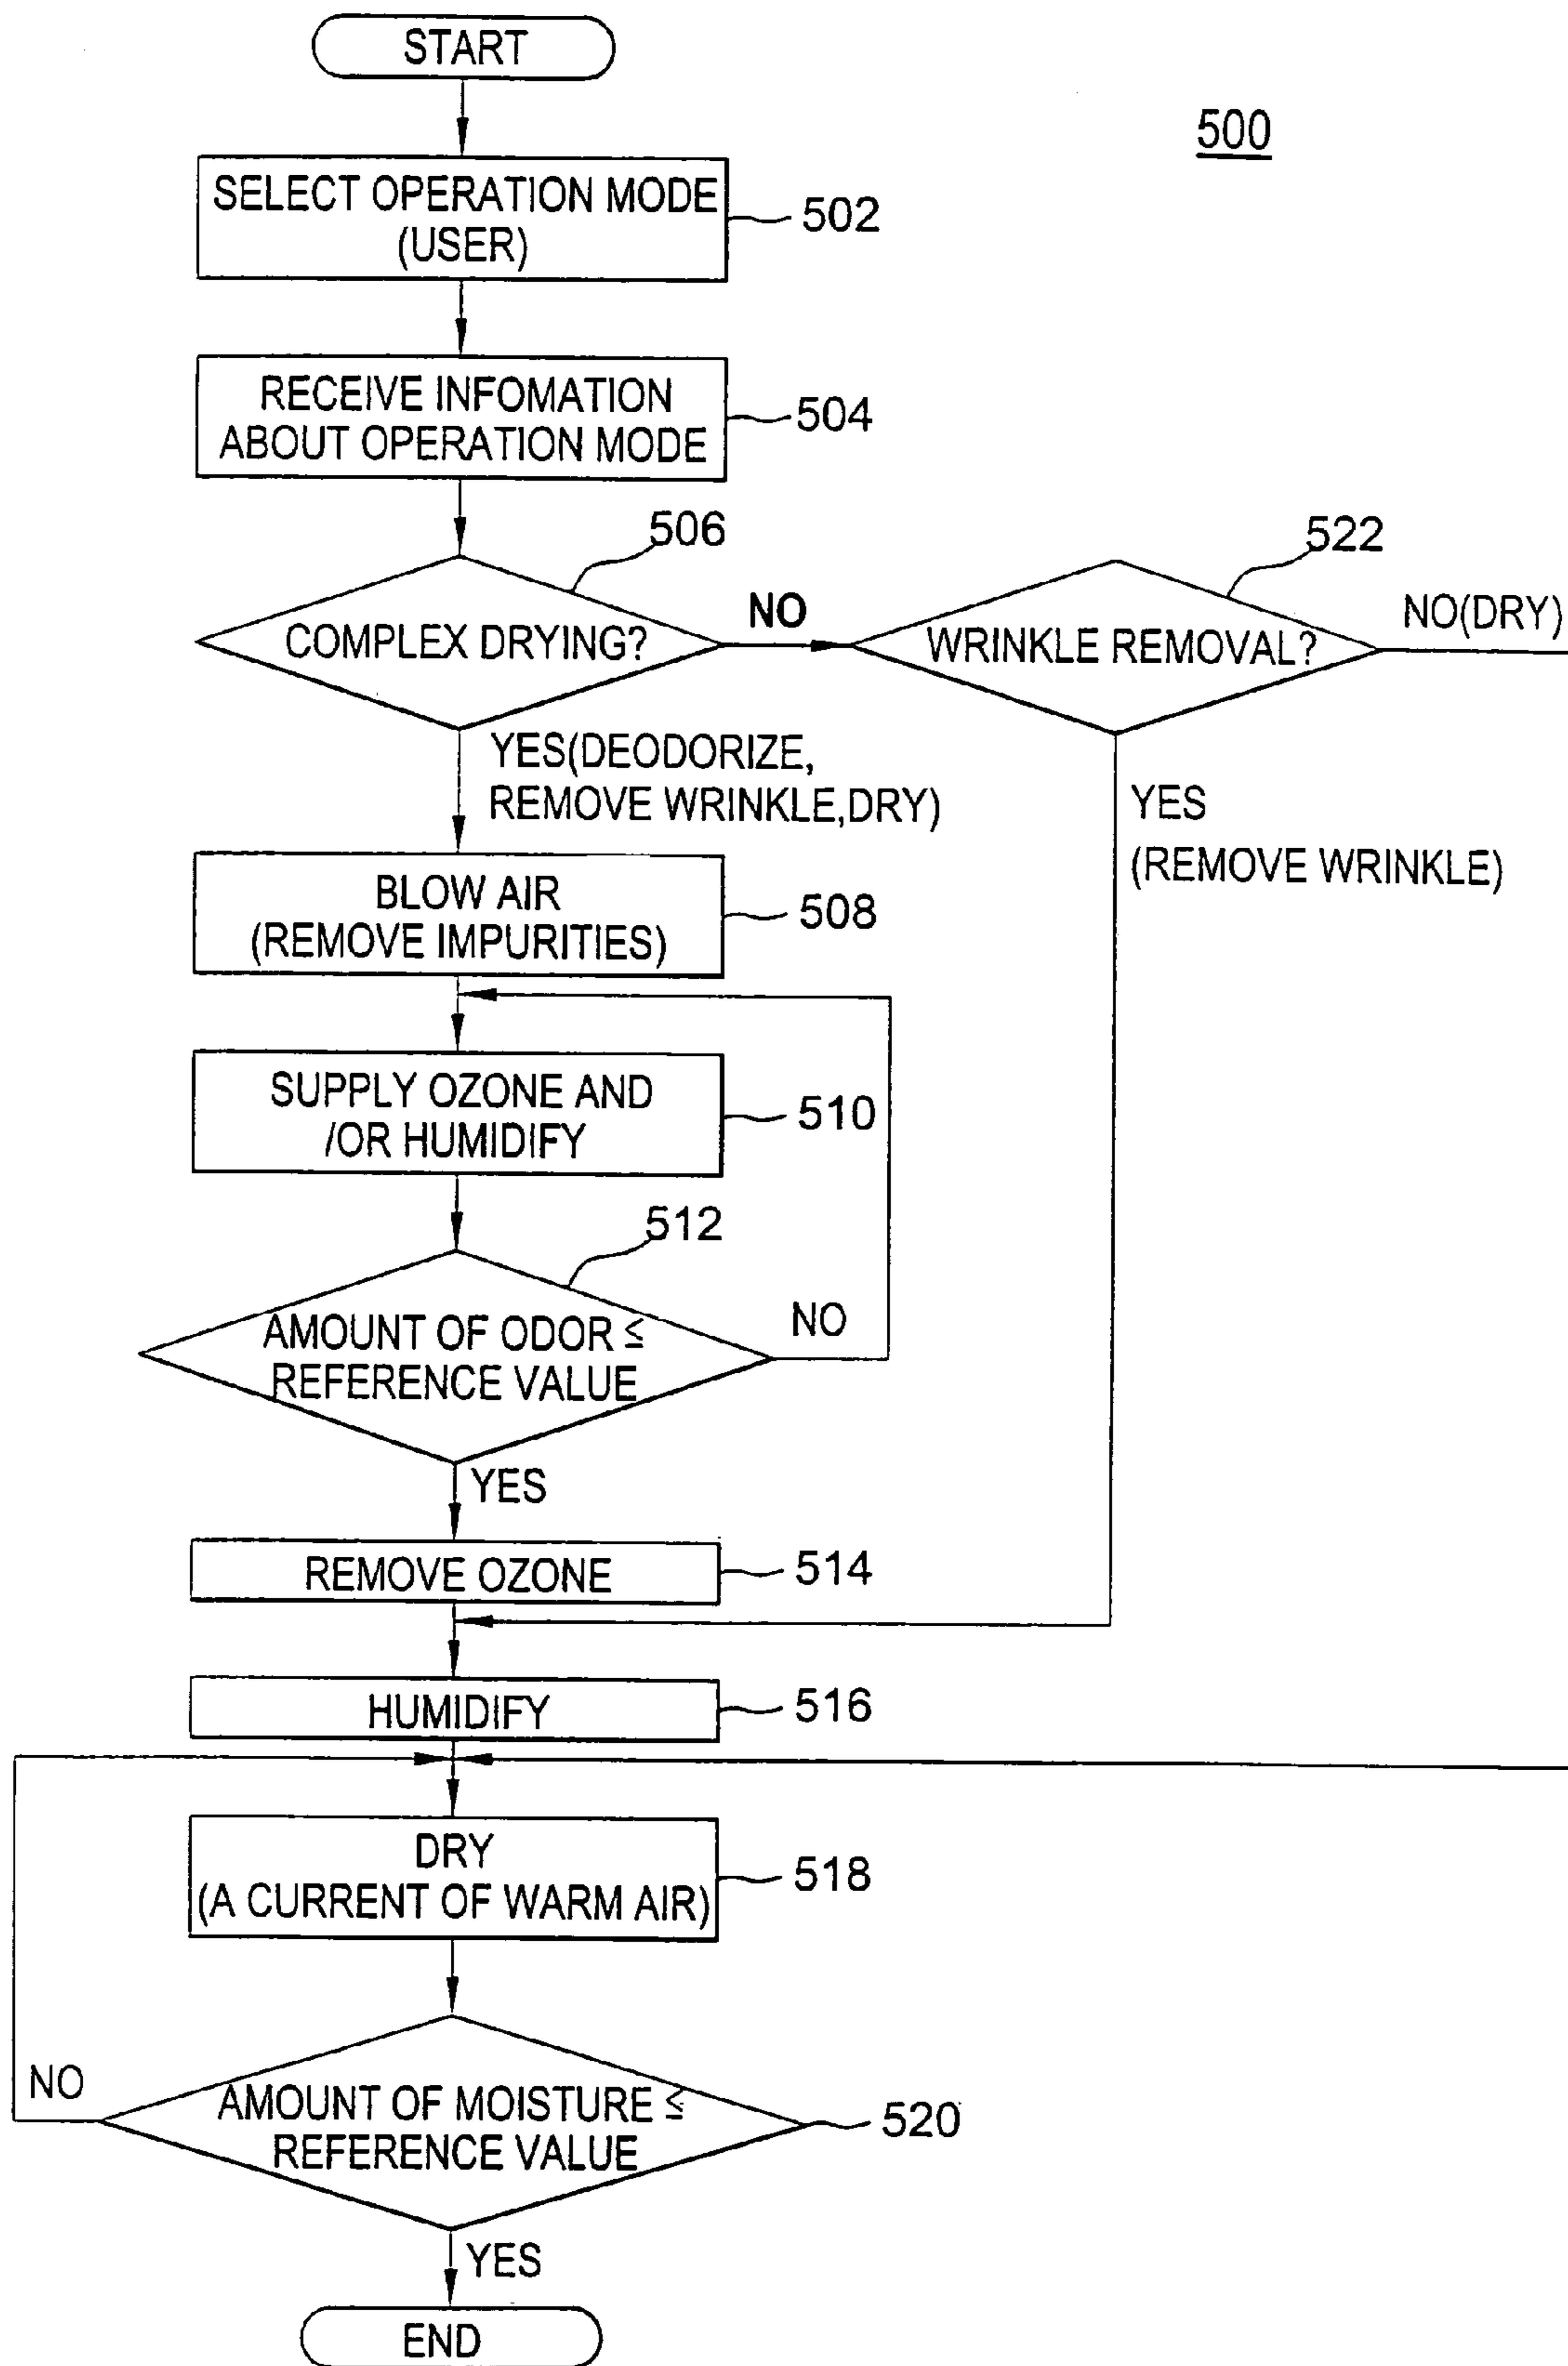 START
500
SELECT OPERATION MODE
(USER)
502
RECEIVE INFOMATION
ABOUT OPERATION MODE
504
506
COMPLEX DRYING?
NO
522
WRINKLE REMOVAL?
NO(DRY)
YES(DEODORIZE,
REMOVE WRINKLE,DRY)
YES
(REMOVE WRINKLE)
BLOW AIR
(REMOVE IMPURITIES)
508
SUPPLY OZONE AND
/OR HUMIDIFY
510
512
AMOUNT OF ODOR ≤
REFERENCE VALUE
NO
YES
REMOVE OZONE
514
HUMIDIFY
516
DRY
(A CURRENT OF WARM AIR)
518
NO
AMOUNT OF MOISTURE ≤
REFERENCE VALUE
520
YES
END